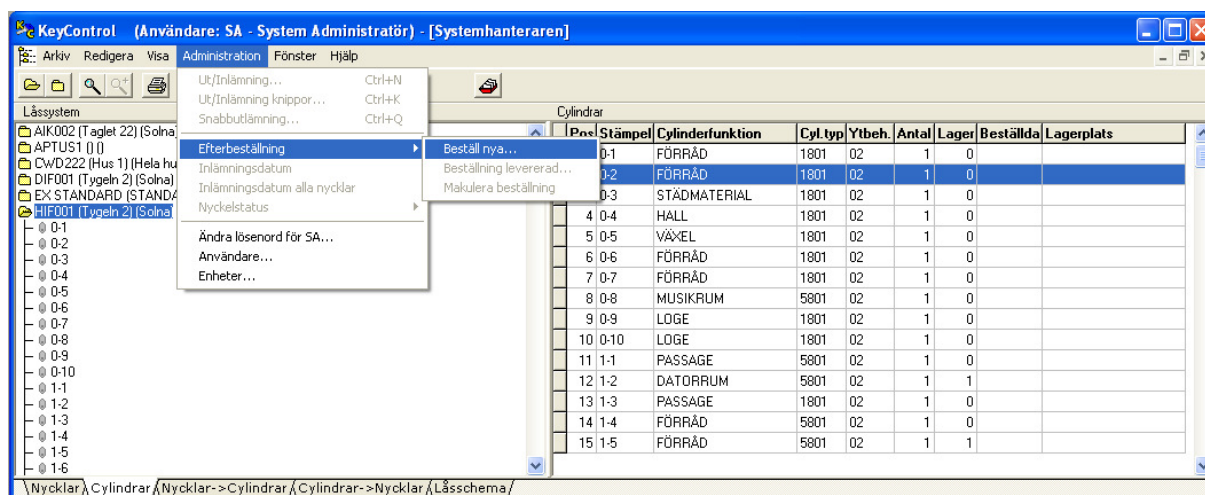 KeyControl (Användare: SA - System Administratör) - [Systemhanteraren]
Arkiv Redigera Visa Administration Fönster Hjälp
Ut/Inlämning... Ctrl+N
Ut/Inlämning knippor... Ctrl+K
Snabbutlämning... Ctrl+Q
Efterbeställning
Inlämningsdatum
Inlämningsdatum alla nycklar
Nyckelstatus
Ändra lösenord för SA...
Användare...
Enheter...
Beställ nya...
Beställning levererad...
Makulera beställning
Låssystem
AIK002 (Taglet 22) (Solna)
APTUS1 () ()
CWD222 (Hus 1) (Hela hu
DIF001 (Tygeln 2) (Solna)
EX STANDARD (STANDA
HIF001 (Tygeln 2) (Solna)
0-1
0-2
0-3
0-4
0-5
0-6
0-7
0-8
0-9
0-10
1-1
1-2
1-3
1-4
1-5
1-6
Cylindrar
Pos Stämpel Cylinderfunktion Cyl.typ Ytbeh. Antal Lager Beställda Lagerplats
0-1 FÖRRÅD 1801 02 1 0
0-2 FÖRRÅD 1801 02 1 0
0-3 STÄDMATERIAL 1801 02 1 0
4 0-4 HALL 1801 02 1 0
5 0-5 VÄXEL 1801 02 1 0
6 0-6 FÖRRÅD 1801 02 1 0
7 0-7 FÖRRÅD 1801 02 1 0
8 0-8 MUSIKRUM 5801 02 1 0
9 0-9 LOGE 1801 02 1 0
10 0-10 LOGE 1801 02 1 0
11 1-1 PASSAGE 5801 02 1 0
12 1-2 DATORRUM 5801 02 1 1
13 1-3 PASSAGE 1801 02 1 0
14 1-4 FÖRRÅD 5801 02 1 0
15 1-5 FÖRRÅD 5801 02 1 1
Nycklar Cylindrar Nycklar->Cylindrar Cylindrar->Nycklar Låsschema